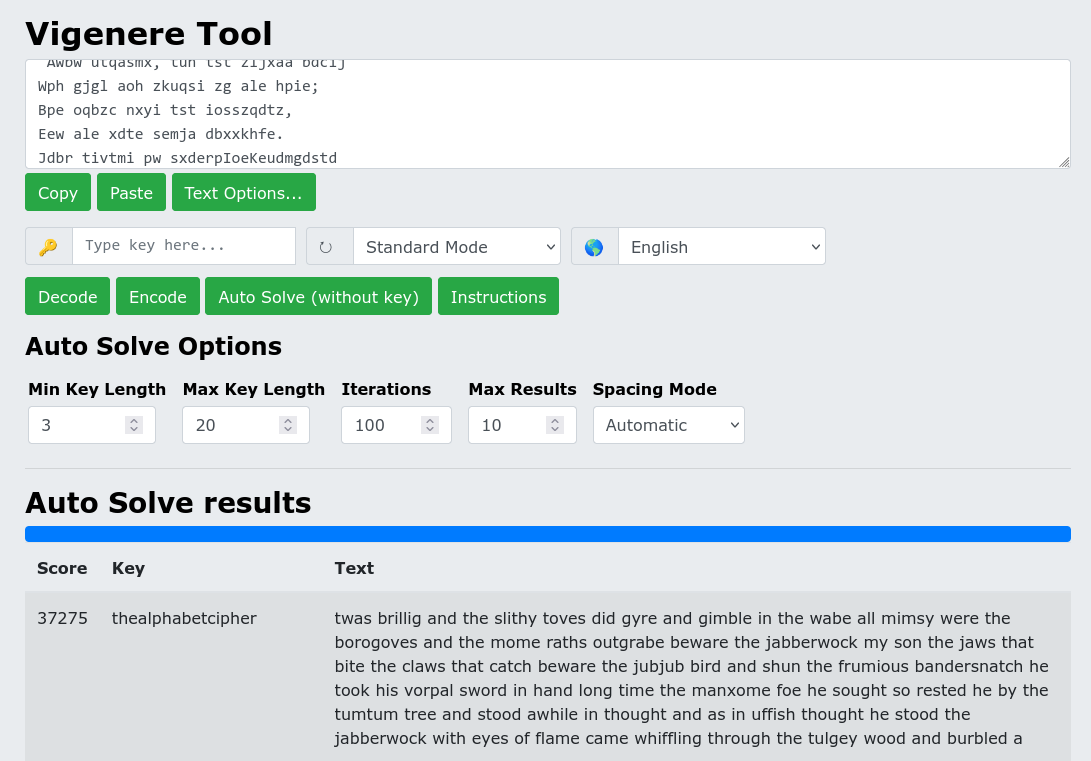 Vigenere Tool
'Awbw utqasmx, tuh tst zljxaa bdcij
Wph gjgl aoh zkuqsi zg ale hpie;
Bpe oqbzc nxyi tst iosszqdtz,
Eew ale xdte semja dbxxkhfe.
Jdbr tivtmi pw sxderpIoeKeudmgdstd
Copy Paste Text Options...
Type key here... Standard Mode English
Decode Encode Auto Solve (without key) Instructions
Auto Solve Options
Min Key Length Max Key Length Iterations Max Results Spacing Mode
3 20 100 10 Automatic
Auto Solve results
Score Key Text
37275 thealphabetcipher twas brillig and the slithy toves did gyre and gimble in the wabe all mimsy were the
borogoves and the mome raths outgrabe beware the jabberwock my son the jaws that
bite the claws that catch beware the jubjub bird and shun the frumious bandersnatch he
took his vorpal sword in hand long time the manxome foe he sought so rested he by the
tumtum tree and stood awhile in thought and as in uffish thought he stood the
jabberwock with eyes of flame came whiffling through the tulgey wood and burbled a